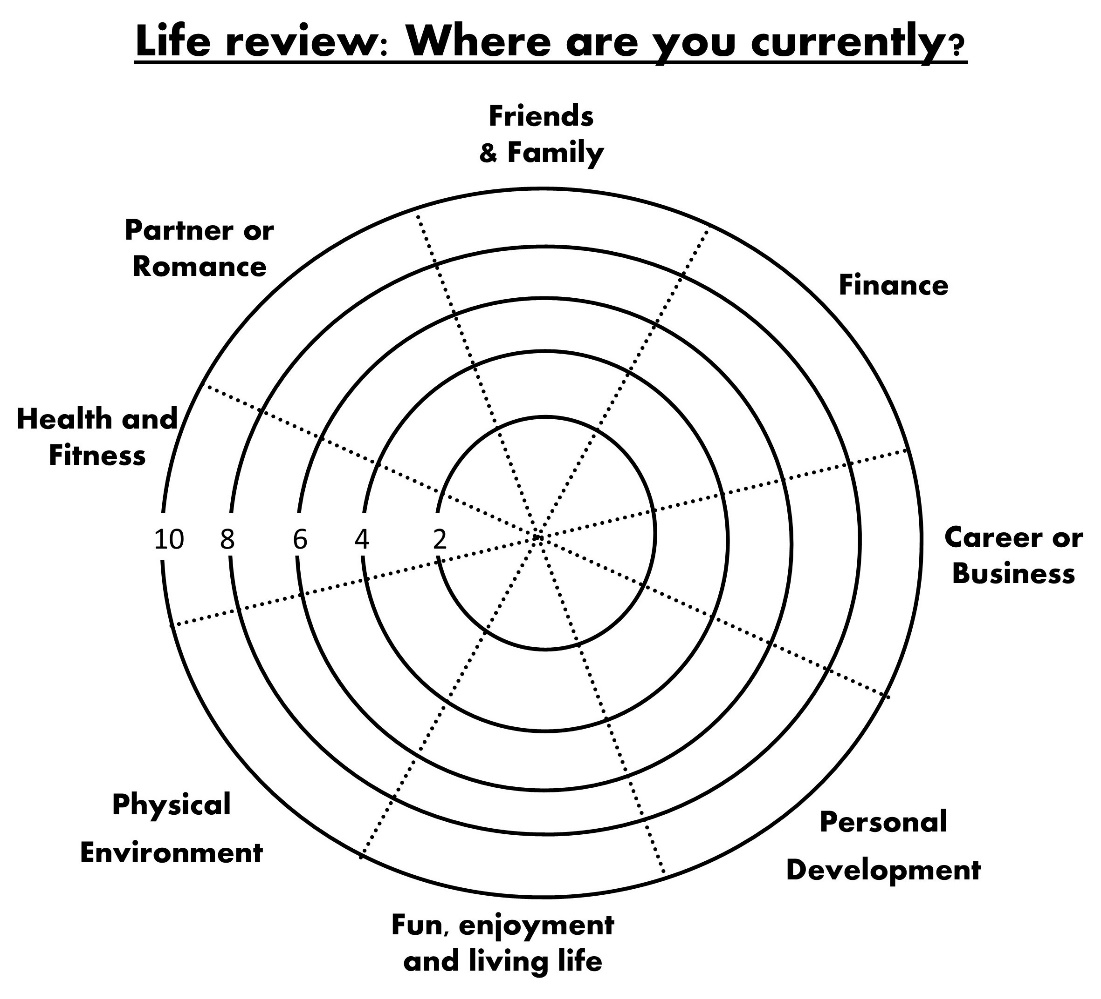 Life review: Where are you currently?
Friends
& Family
Partner or
Romance
Finance
Health and
Fitness
10 8 6 4 2
Career or
Business
Physical
Environment
Personal
Development
Fun, enjoyment
and living life